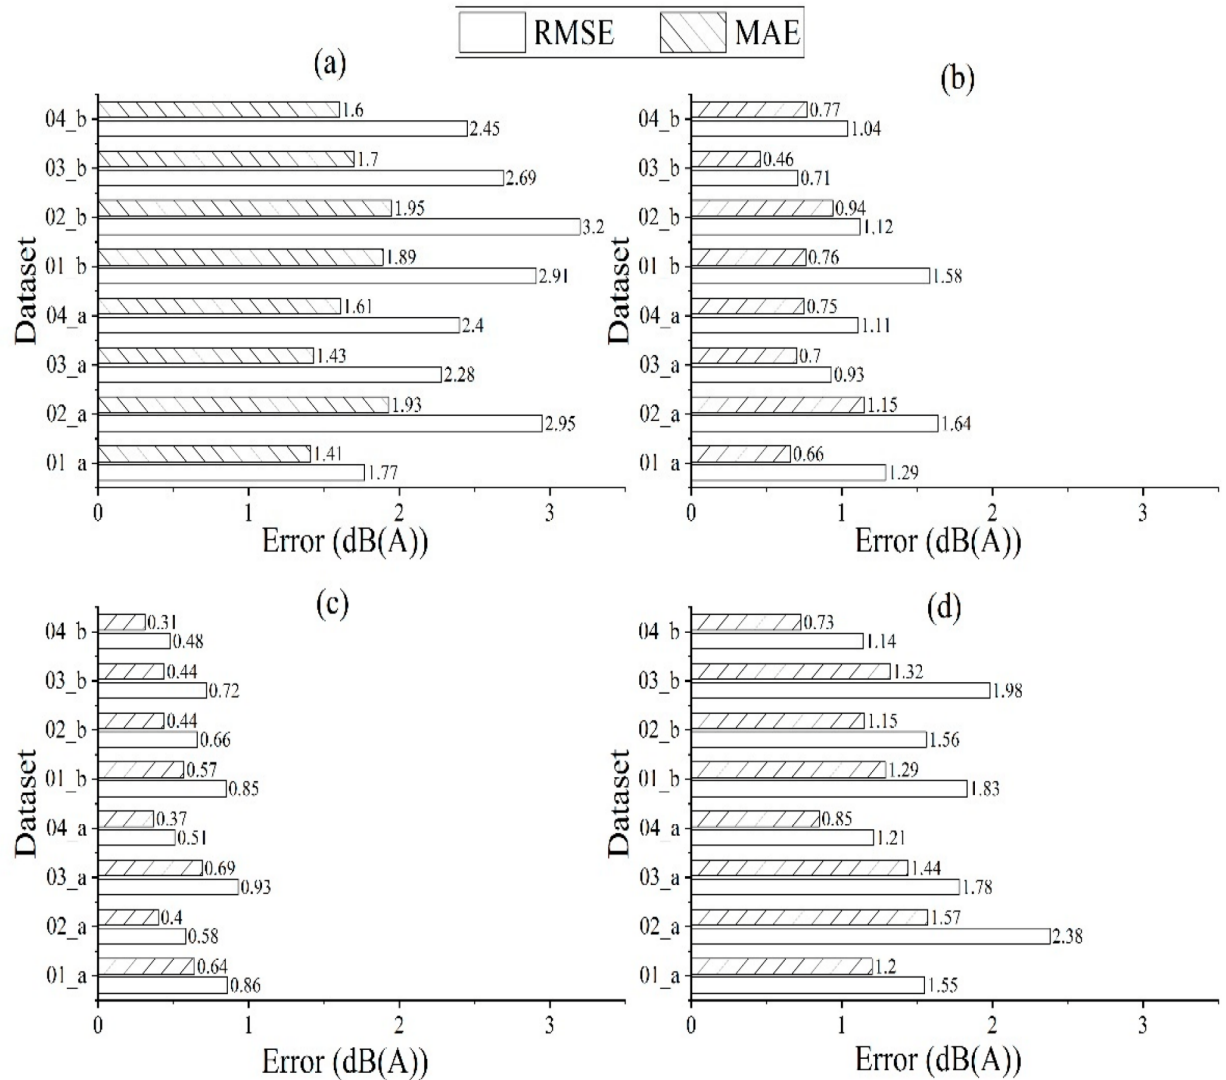 RMSE MAE
(a)
04_b 1.6
2.45
03_b 1.7
2.69
02_b 1.95
3.2
01_b 1.89
2.91
04_a 1.61
2.4
03_a 1.43
2.28
02_a 1.93
2.95
01_a 1.41
1.77
Dataset
0 1 2 3
Error (dB(A))
(b)
04_b 0.77
1.04
03_b 0.46
0.71
02_b 0.94
1.12
01_b 0.76
1.58
04_a 0.75
1.11
03_a 0.7
0.93
02_a 1.15
1.64
01_a 0.66
1.29
Dataset
0 1 2 3
Error (dB(A))
(c)
04_b 0.31
0.48
03_b 0.44
0.72
02_b 0.44
0.66
01_b 0.57
0.85
04_a 0.37
0.51
03_a 0.69
0.93
02_a 0.4
0.58
01_a 0.64
0.86
Dataset
0 1 2 3
Error (dB(A))
(d)
04_b 0.73
1.14
03_b 1.32
1.98
02_b 1.15
1.56
01_b 1.29
1.83
04_a 0.85
1.21
03_a 1.44
1.78
02_a 1.57
2.38
01_a 1.2
1.55
Dataset
0 1 2 3
Error (dB(A))